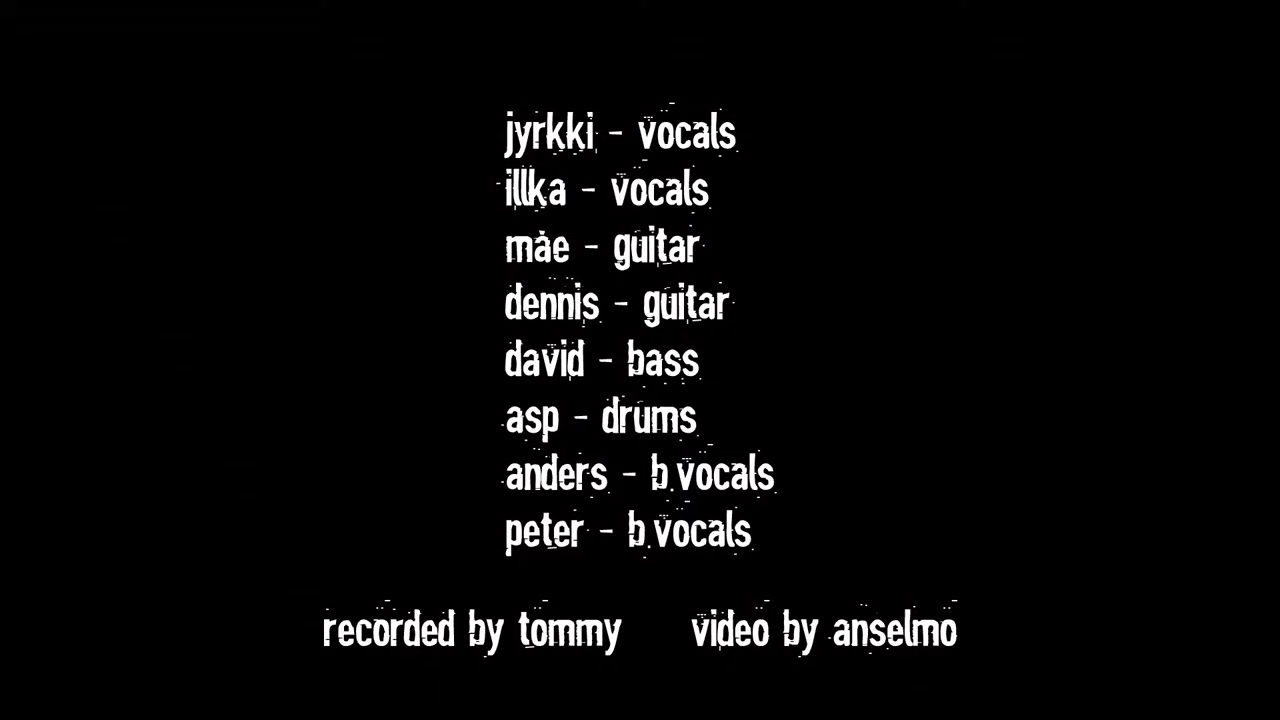 jyrkki - vocals
illka - vocals
mae - guitar
dennis - guitar
david - bass
asp - drums
anders - b.vocals
peter - b.vocals
recorded by tommy video by anselmo